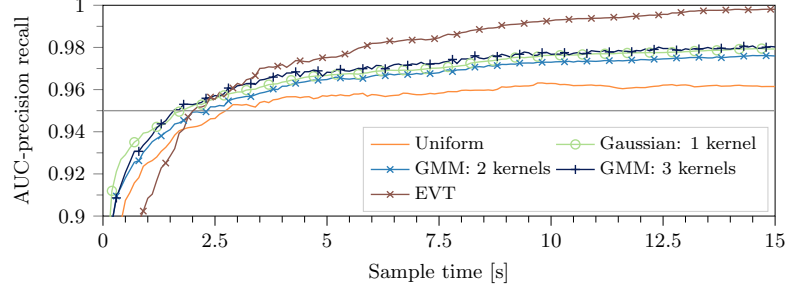 AUC-precision recall
1
0.98
0.96
0.94
0.92
0.9
Uniform
Gaussian: 1 kernel
GMM: 2 kernels
GMM: 3 kernels
EVT
0 2.5 5 7.5 10 12.5 15
Sample time [s]